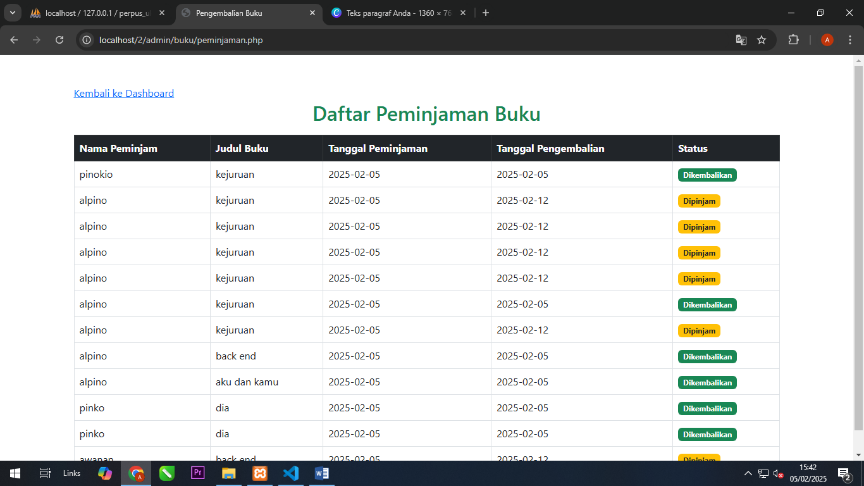 localhost / 127.0.0.1 / perpus_u
Pengembalian Buku
Teks paragraf Anda - 1360 × 76
localhost/2/admin/buku/peminjaman.php
A
Kembali ke Dashboard
Daftar Peminjaman Buku
Nama Peminjam Judul Buku Tanggal Peminjaman Tanggal Pengembalian Status
pinokio kejuruan 2025-02-05 2025-02-05 Dikembalikan
alpino kejuruan 2025-02-05 2025-02-12 Dipinjam
alpino kejuruan 2025-02-05 2025-02-12 Dipinjam
alpino kejuruan 2025-02-05 2025-02-12 Dipinjam
alpino kejuruan 2025-02-05 2025-02-12 Dipinjam
alpino kejuruan 2025-02-05 2025-02-05 Dikembalikan
alpino kejuruan 2025-02-05 2025-02-12 Dipinjam
alpino back end 2025-02-05 2025-02-05 Dikembalikan
alpino aku dan kamu 2025-02-05 2025-02-05 Dikembalikan
pinko dia 2025-02-05 2025-02-05 Dikembalikan
pinko dia 2025-02-05 2025-02-05 Dikembalikan
awanan back end 2025-02-05 2025-02-12 Dipinjam
Links
Pr
15:42
05/02/2025
2